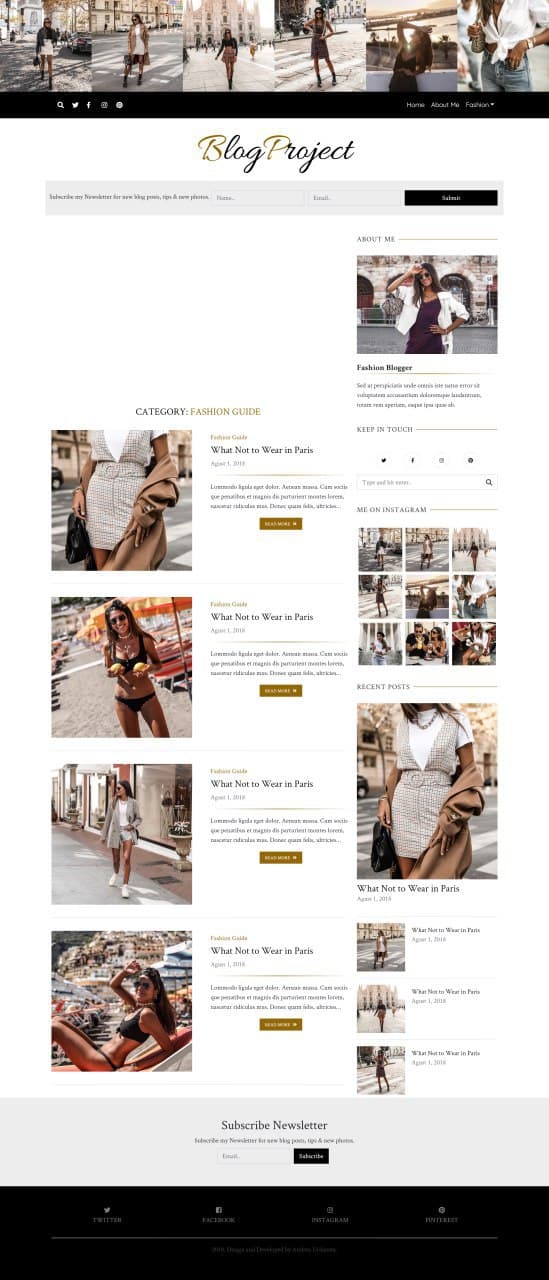 Home About Me Fashion
BlogProject
Subscribe my Newsletter for new blog posts, tips & new photos.
Name...
Email...
Submit
CATEGORY: FASHION GUIDE
Fashion Guide
What Not to Wear in Paris
Agust 1, 2018
Lommodo ligula eget dolor. Aenean massa. Cum sociis
que penatibus et magnis dis parturient montes lorem,
nascetur ridiculus mus. Donec quam felis, ultricies...
READ MORE
Fashion Guide
What Not to Wear in Paris
Agust 1, 2018
Lommodo ligula eget dolor. Aenean massa. Cum sociis
que penatibus et magnis dis parturient montes lorem,
nascetur ridiculus mus. Donec quam felis, ultricies...
READ MORE
Fashion Guide
What Not to Wear in Paris
Agust 1, 2018
Lommodo ligula eget dolor. Aenean massa. Cum sociis
que penatibus et magnis dis parturient montes lorem,
nascetur ridiculus mus. Donec quam felis, ultricies...
READ MORE
Fashion Guide
What Not to Wear in Paris
Agust 1, 2018
Lommodo ligula eget dolor. Aenean massa. Cum sociis
que penatibus et magnis dis parturient montes lorem,
nascetur ridiculus mus. Donec quam felis, ultricies...
READ MORE
ABOUT ME
Fashion Blogger
Sed ut perspiciatis unde omnis iste natus error sit
voluptatem accusantium doloremque laudantium,
totam rem aperiam, eaque ipsa quae ab.
KEEP IN TOUCH
Type and hit enter..
ME ON INSTAGRAM
RECENT POSTS
What Not to Wear in Paris
Agust 1, 2018
What Not to Wear in Paris
Agust 1, 2018
What Not to Wear in Paris
Agust 1, 2018
What Not to Wear in Paris
Agust 1, 2018
Subscribe Newsletter
Subscribe my Newsletter for new blog posts, tips & new photos.
Email..
Subscribe
TWITTER
FACEBOOK
INSTAGRAM
PINTEREST
2018. Design and Developed by Andrea